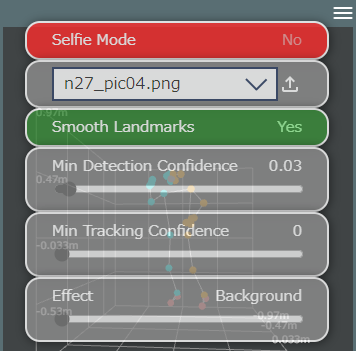 Selfie Mode No
n27_pic04.png
0.97m
Smooth Landmarks Yes
Min Detection Confidence 0.03
0.47m
Min Tracking Confidence 0
-0.033m
Effect Background
-0.53m
-0.97m
-0.47m
0.033m